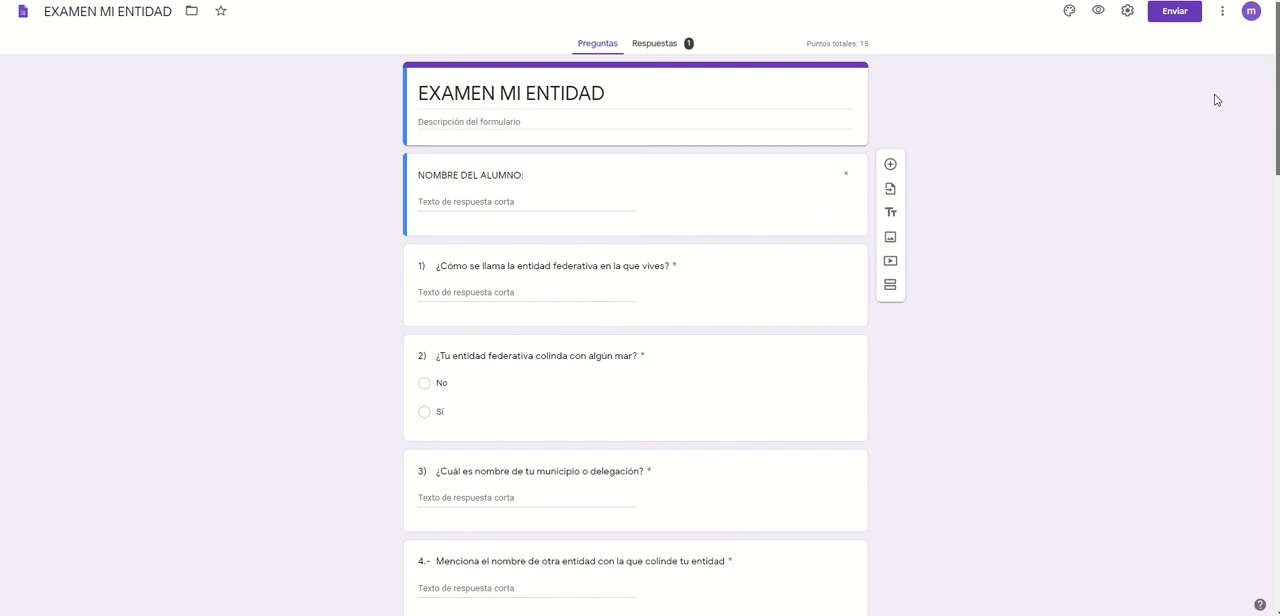 EXAMEN MI ENTIDAD
Enviar
m
Preguntas
Respuestas 1
Puntos totales: 15
EXAMEN MI ENTIDAD
Descripción del formulario
NOMBRE DEL ALUMNO: *
Texto de respuesta corta
Tт
1) ¿Cómo se llama la entidad federativa en la que vives? *
Texto de respuesta corta
2) ¿Tu entidad federativa colinda con algún mar? *
No
Sí
3) ¿Cuál es nombre de tu municipio o delegación? *
Texto de respuesta corta
4.- Menciona el nombre de otra entidad con la que colinde tu entidad *
Texto de respuesta corta